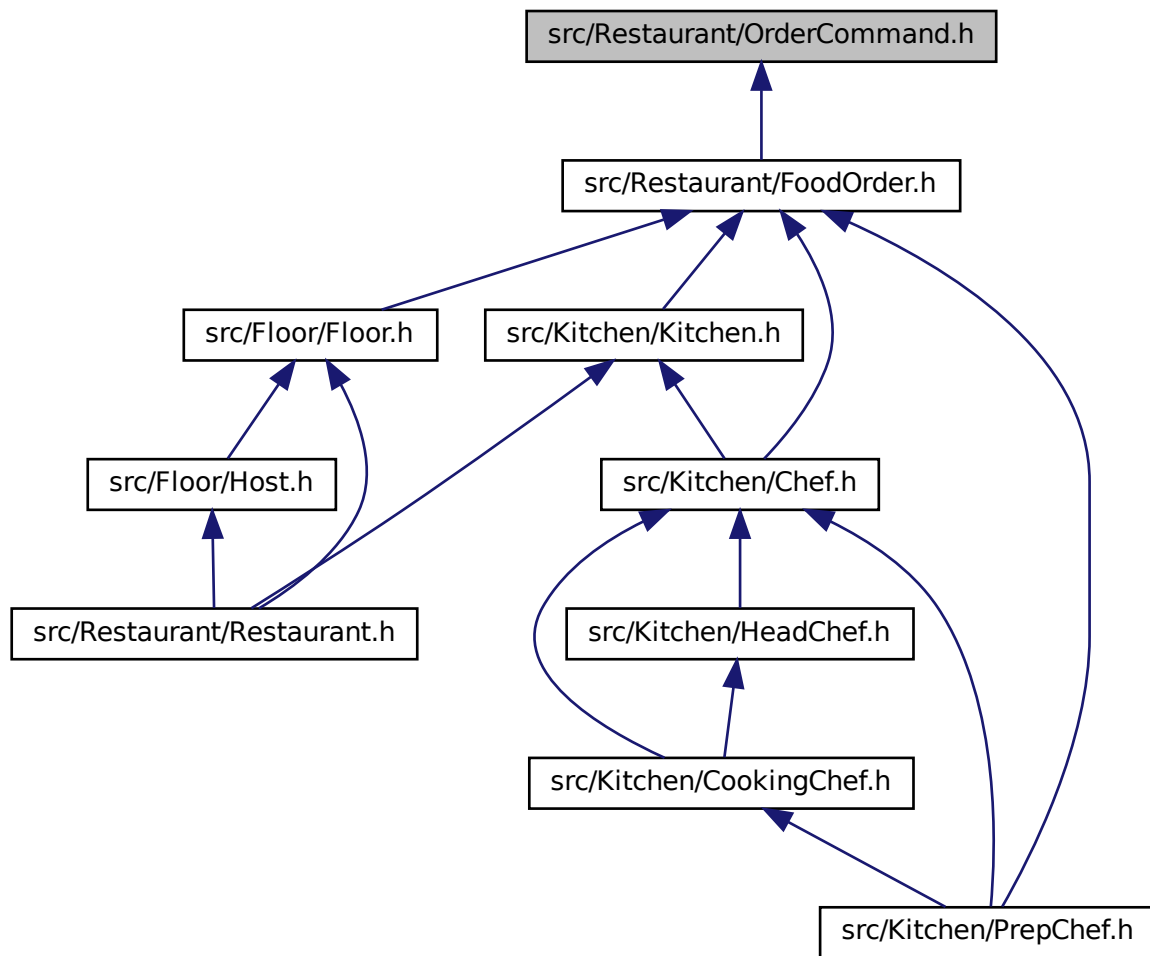 src/Restaurant/OrderCommand.h
src/Restaurant/FoodOrder.h
src/Floor/Floor.h
src/Kitchen/Kitchen.h
src/Floor/Host.h
src/Kitchen/Chef.h
src/Restaurant/Restaurant.h
src/Kitchen/HeadChef.h
src/Kitchen/CookingChef.h
src/Kitchen/PrepChef.h